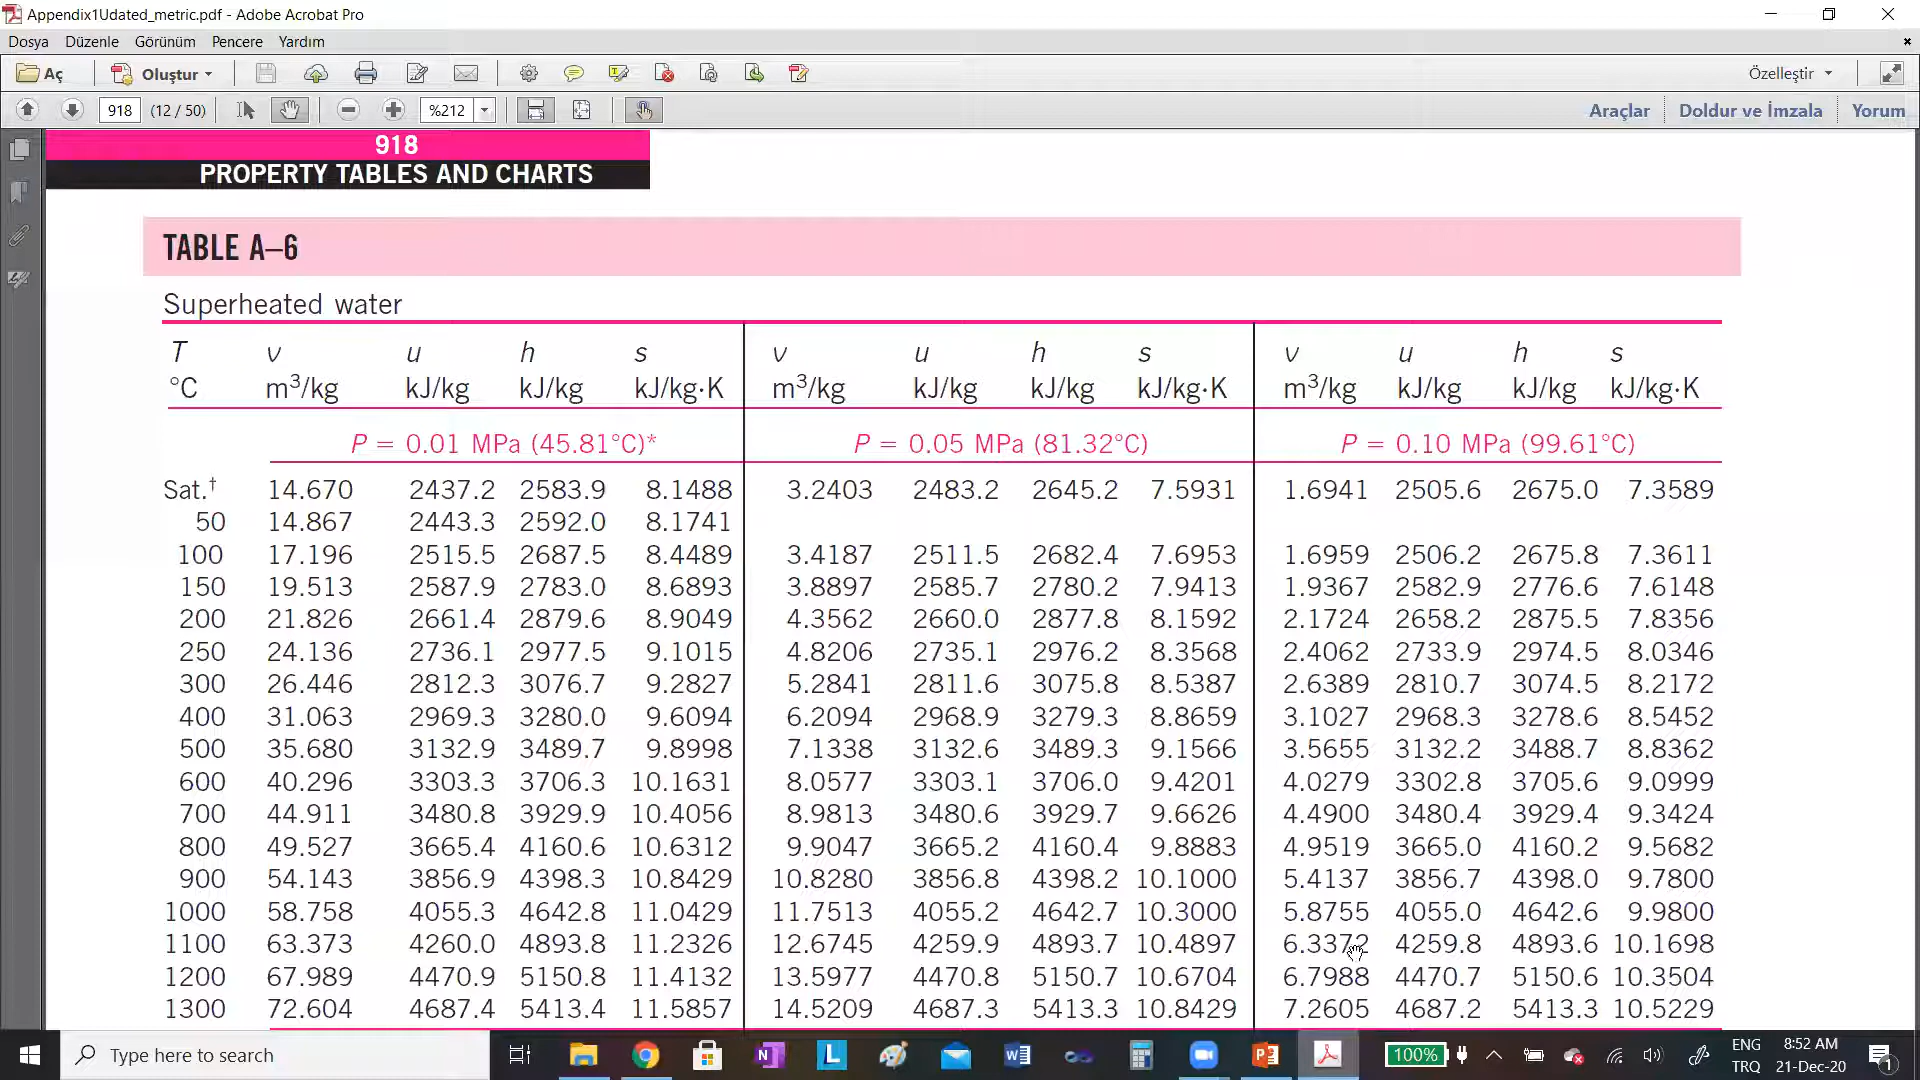 Appendix1Udated_metric.pdf - Adobe Acrobat Pro
Dosya Düzenle Görünüm Pencere Yardım
Aç Oluştur Özelleştir
918 (12 / 50) %212 Araçlar Doldur ve İmzala Yorum
918
PROPERTY TABLES AND CHARTS
TABLE A–6
Superheated water
T v u h s v u h s v u h s
°C m³/kg kJ/kg kJ/kg kJ/kg·K m³/kg kJ/kg kJ/kg kJ/kg·K m³/kg kJ/kg kJ/kg kJ/kg·K
P = 0.01 MPa (45.81°C)* P = 0.05 MPa (81.32°C) P = 0.10 MPa (99.61°C)
Sat.† 14.670 2437.2 2583.9 8.1488 3.2403 2483.2 2645.2 7.5931 1.6941 2505.6 2675.0 7.3589
50 14.867 2443.3 2592.0 8.1741
100 17.196 2515.5 2687.5 8.4489 3.4187 2511.5 2682.4 7.6953 1.6959 2506.2 2675.8 7.3611
150 19.513 2587.9 2783.0 8.6893 3.8897 2585.7 2780.2 7.9413 1.9367 2582.9 2776.6 7.6148
200 21.826 2661.4 2879.6 8.9049 4.3562 2660.0 2877.8 8.1592 2.1724 2658.2 2875.5 7.8356
250 24.136 2736.1 2977.5 9.1015 4.8206 2735.1 2976.2 8.3568 2.4062 2733.9 2974.5 8.0346
300 26.446 2812.3 3076.7 9.2827 5.2841 2811.6 3075.8 8.5387 2.6389 2810.7 3074.5 8.2172
400 31.063 2969.3 3280.0 9.6094 6.2094 2968.9 3279.3 8.8659 3.1027 2968.3 3278.6 8.5452
500 35.680 3132.9 3489.7 9.8998 7.1338 3132.6 3489.3 9.1566 3.5655 3132.2 3488.7 8.8362
600 40.296 3303.3 3706.3 10.1631 8.0577 3303.1 3706.0 9.4201 4.0279 3302.8 3705.6 9.0999
700 44.911 3480.8 3929.9 10.4056 8.9813 3480.6 3929.7 9.6626 4.4900 3480.4 3929.4 9.3424
800 49.527 3665.4 4160.6 10.6312 9.9047 3665.2 4160.4 9.8883 4.9519 3665.0 4160.2 9.5682
900 54.143 3856.9 4398.3 10.8429 10.8280 3856.8 4398.2 10.1000 5.4137 3856.7 4398.0 9.7800
1000 58.758 4055.3 4642.8 11.0429 11.7513 4055.2 4642.7 10.3000 5.8755 4055.0 4642.6 9.9800
1100 63.373 4260.0 4893.8 11.2326 12.6745 4259.9 4893.7 10.4897 6.3372 4259.8 4893.6 10.1698
1200 67.989 4470.9 5150.8 11.4132 13.5977 4470.8 5150.7 10.6704 6.7988 4470.7 5150.6 10.3504
1300 72.604 4687.4 5413.4 11.5857 14.5209 4687.3 5413.3 10.8429 7.2605 4687.2 5413.3 10.5229
Type here to search 100% ENG 8:52 AM
TRQ 21-Dec-20 1